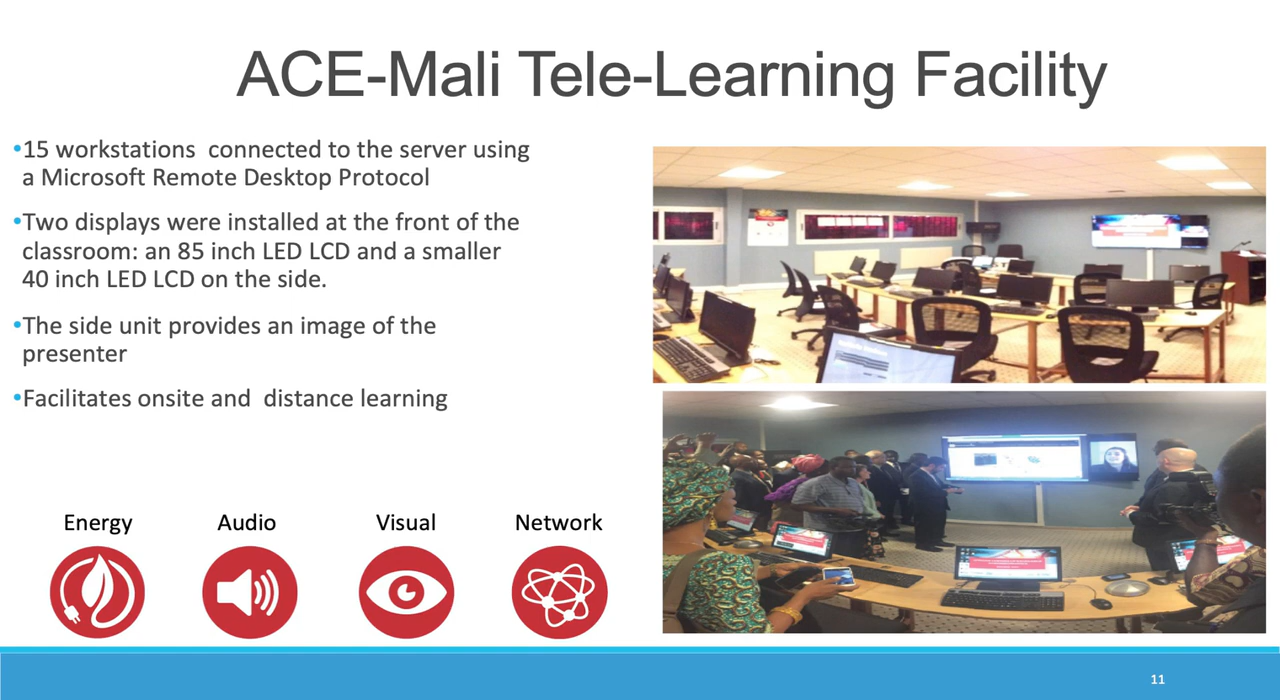 ACE-Mali Tele-Learning Facility
•15 workstations connected to the server using
a Microsoft Remote Desktop Protocol
•Two displays were installed at the front of the
classroom: an 85 inch LED LCD and a smaller
40 inch LED LCD on the side.
•The side unit provides an image of the
presenter
•Facilitates onsite and distance learning
Energy
Audio
Visual
Network
11